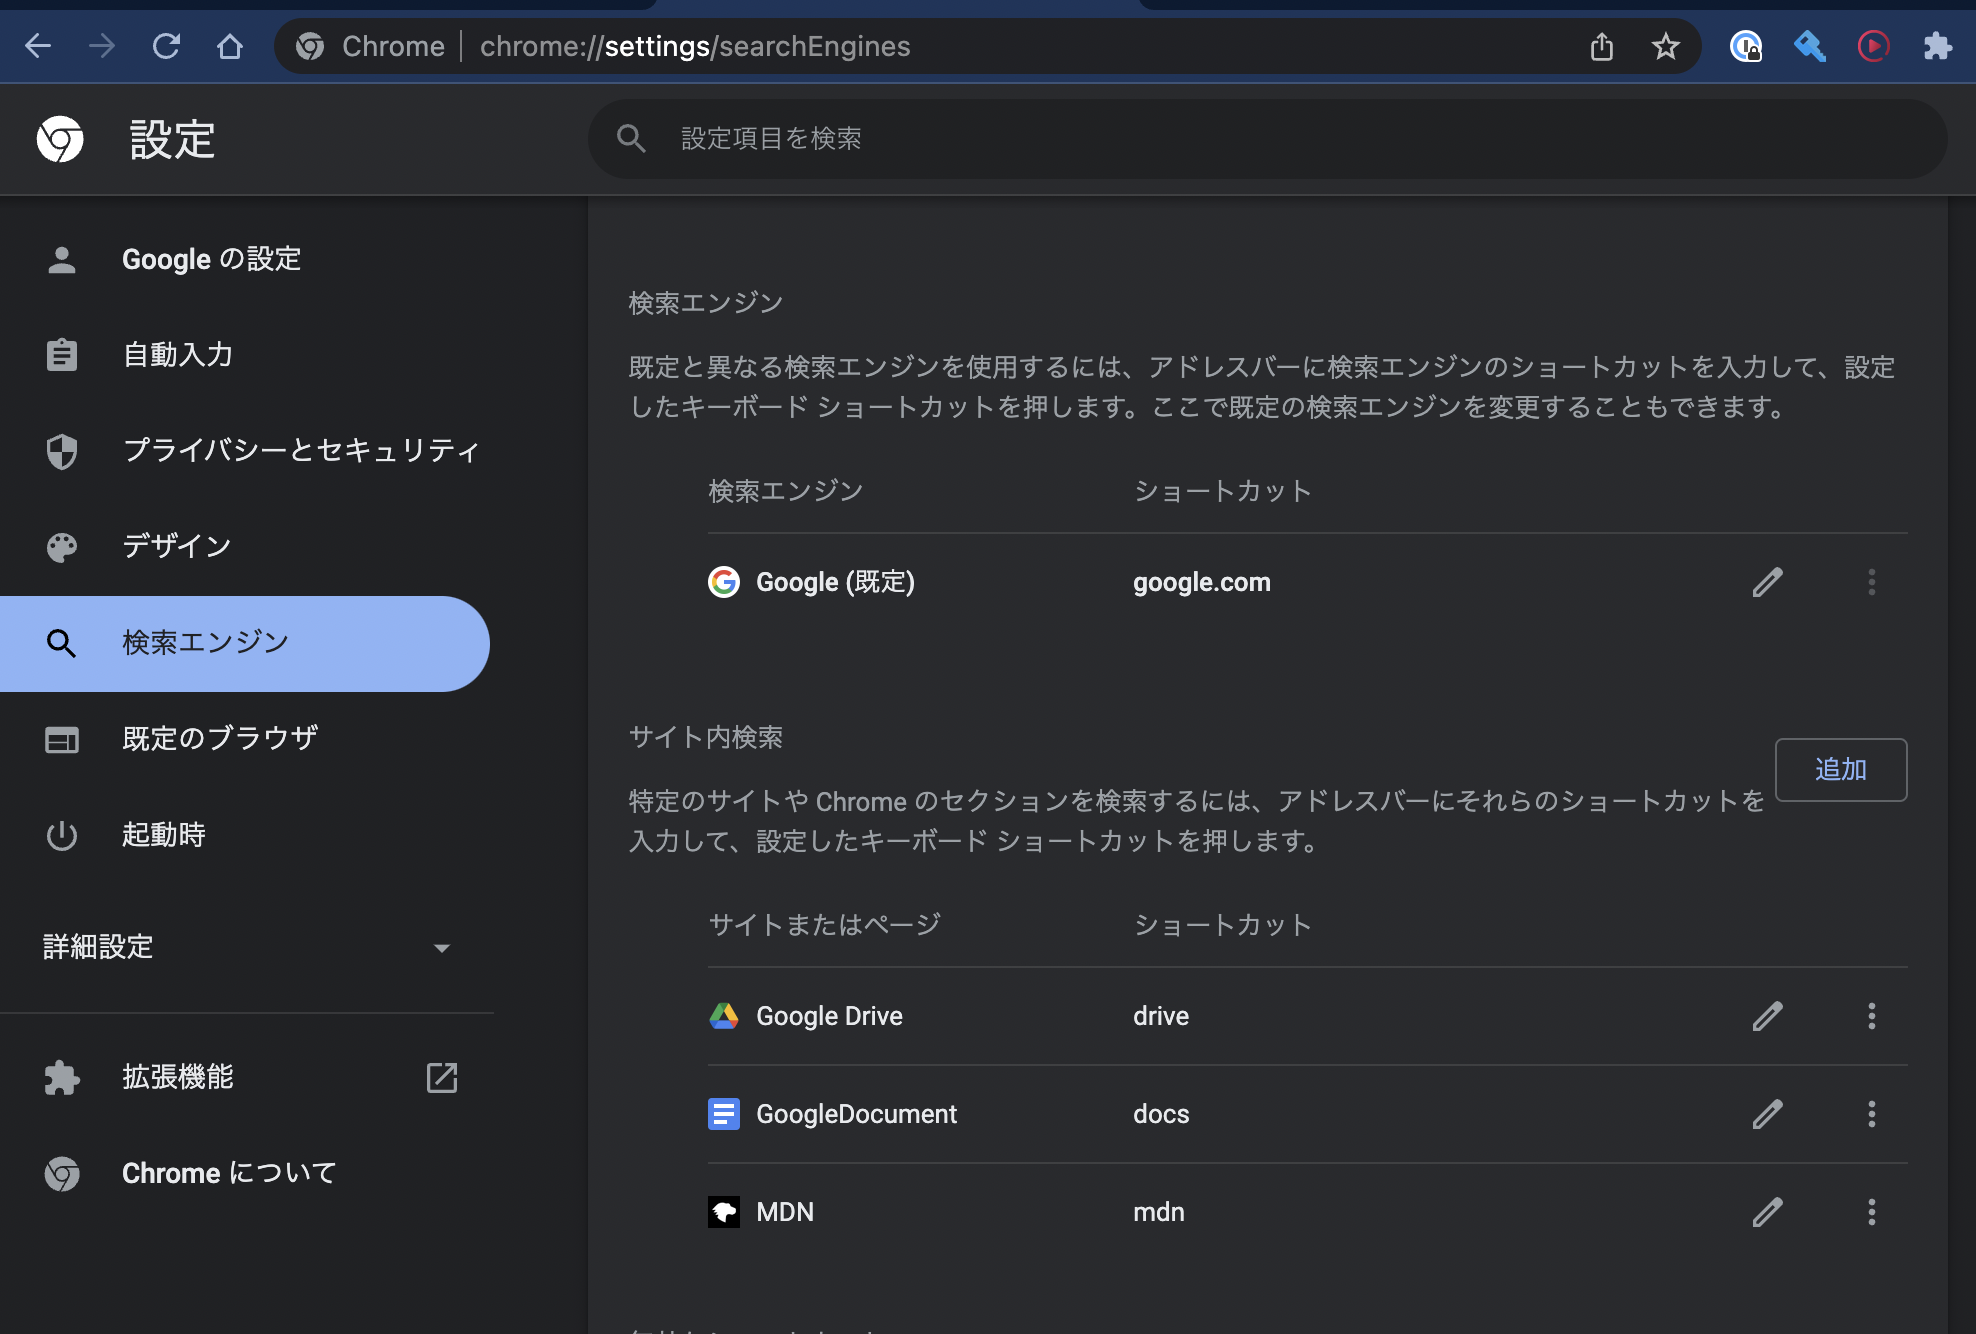 Chrome chrome://settings/searchEngines
設定
設定項目を検索
Google の設定
自動入力
プライバシーとセキュリティ
デザイン
検索エンジン
既定のブラウザ
起動時
詳細設定
拡張機能
Chrome について
検索エンジン
既定と異なる検索エンジンを使用するには、アドレスバーに検索エンジンのショートカットを入力して、設定
したキーボード ショートカットを押します。ここで既定の検索エンジンを変更することもできます。
検索エンジン ショートカット
Google (既定) google.com
サイト内検索
追加
特定のサイトや Chrome のセクションを検索するには、アドレスバーにそれらのショートカットを
入力して、設定したキーボード ショートカットを押します。
サイトまたはページ ショートカット
Google Drive drive
GoogleDocument docs
MDN mdn